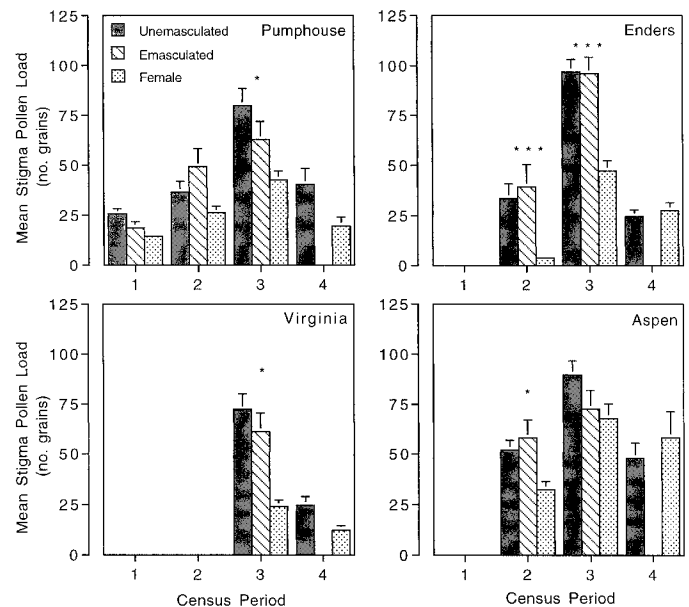 Pumphouse
Unemasculated
Emasculated
Female
Mean Stigma Pollen Load
(no. grains)
125
100
75
50
25
0
*
1 2 3 4
Enders
125
100
75
50
25
0
* * *
* * *
1 2 3 4
Virginia
Mean Stigma Pollen Load
(no. grains)
125
100
75
50
25
0
*
1 2 3 4
Census Period
Aspen
125
100
75
50
25
0
*
1 2 3 4
Census Period